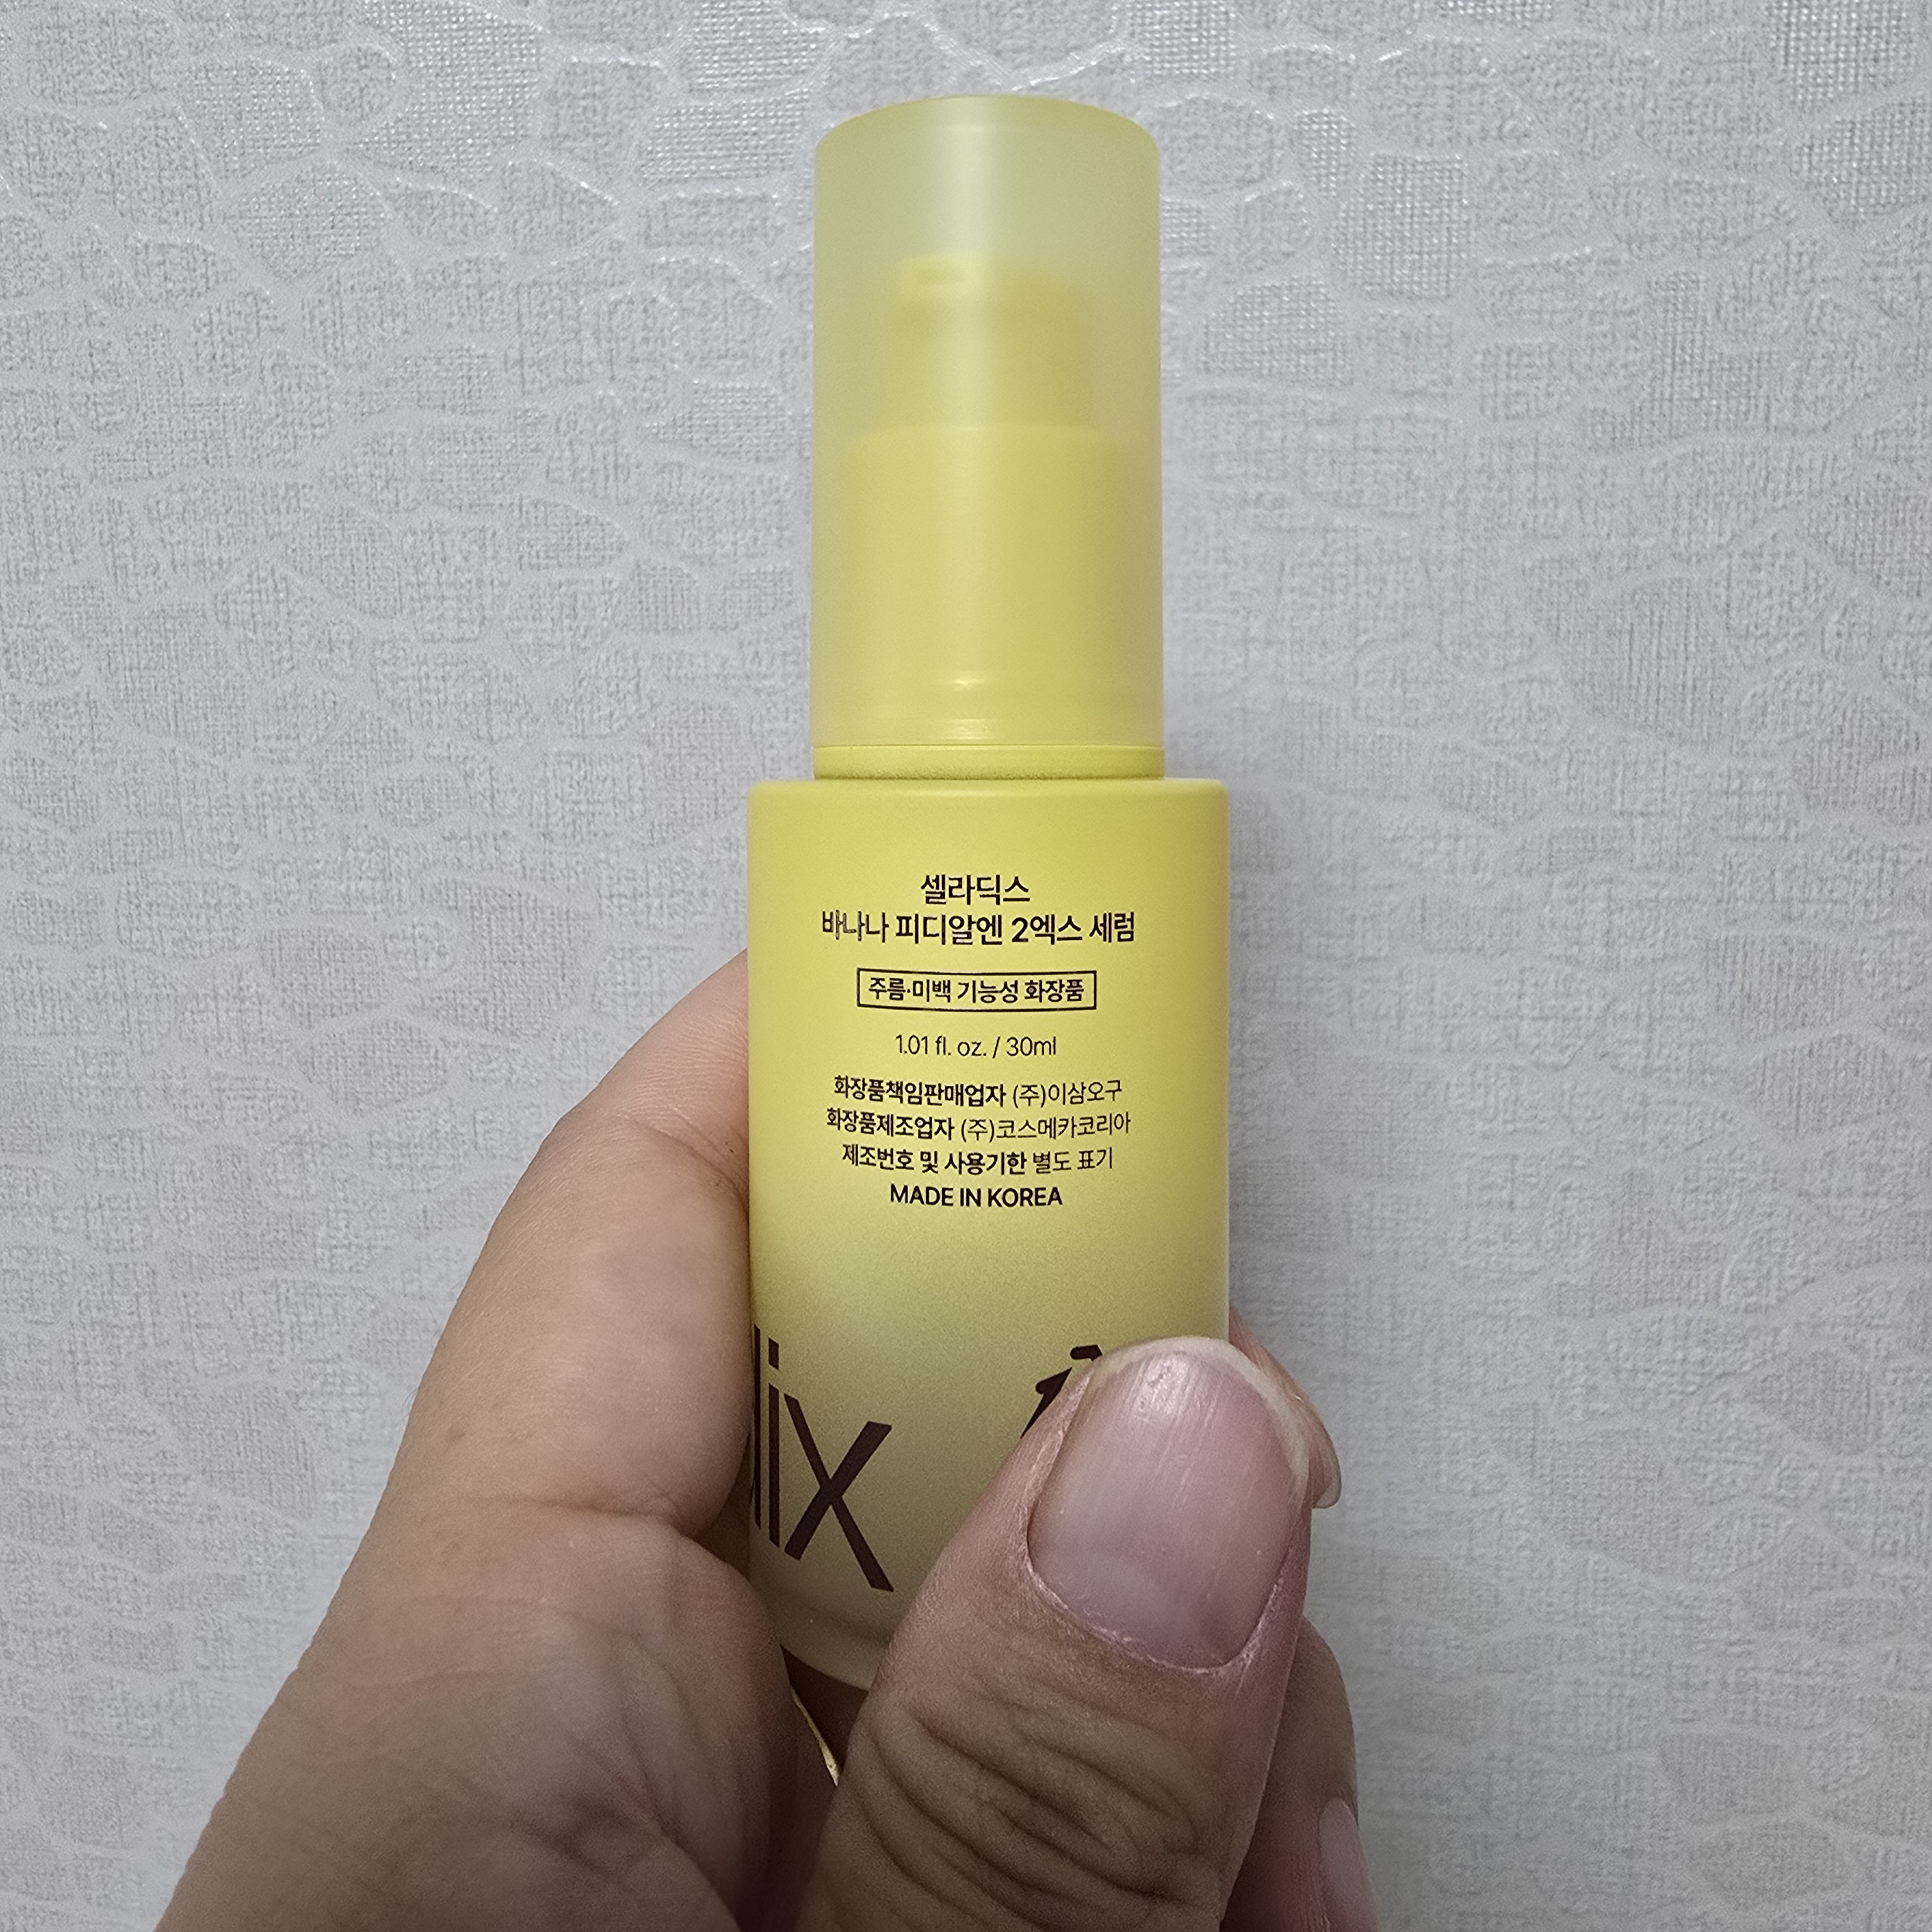 셀라딕스
바나나 피디알엔 2엑스 세럼
주름·미백 기능성 화장품
1.01 fl. oz. / 30ml
화장품책임판매업자 (주)이삼오구
화장품제조업자 (주)코스메카코리아
제조번호 및 사용기한 별도 표기
MADE IN KOREA
dix